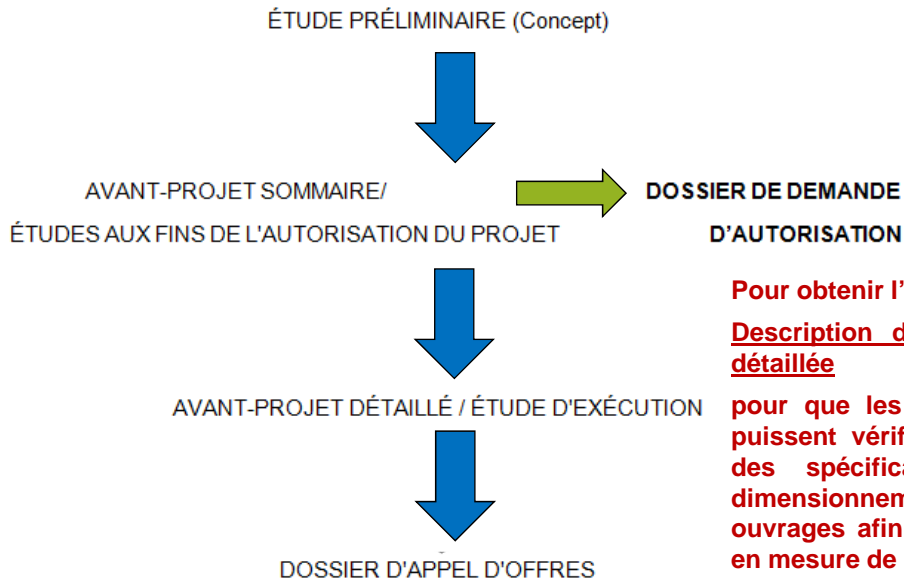 ÉTUDE PRÉLIMINAIRE (Concept)
AVANT-PROJET SOMMAIRE/
ÉTUDES AUX FINS DE L'AUTORISATION DU PROJET
DOSSIER DE DEMANDE
D'AUTORISATION
Pour obtenir l'
Description d
détaillée
pour que les
puissent vérif
des spécifica
dimensionnem
ouvrages afin
en mesure de
AVANT-PROJET DÉTAILLÉ / ÉTUDE D'EXÉCUTION
DOSSIER D'APPEL D'OFFRES